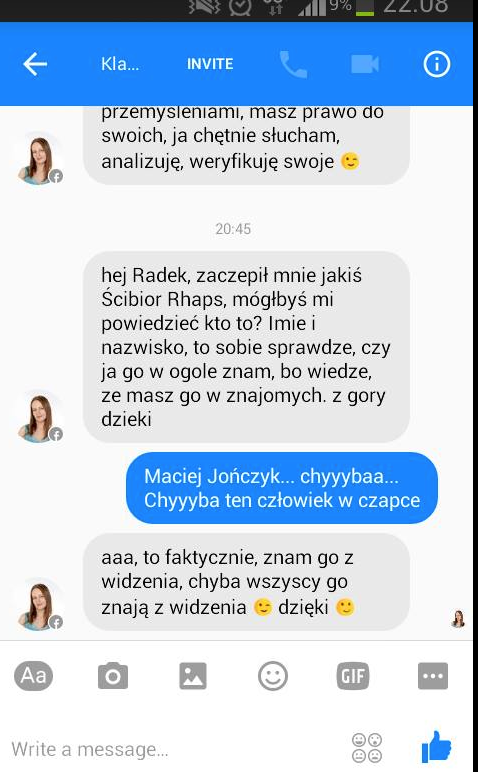 9%
22.08
Kla...
INVITE
przemyśleniami, masz prawo do
swoich, ja chętnie słucham,
analizuję, weryfikuję swoje
20:45
hej Radek, zaczepił mnie jakiś
Ścibior Rhaps, mógłbyś mi
powiedzieć kto to? Imie i
nazwisko, to sobie sprawdze, czy
ja go w ogole znam, bo wiedze,
ze masz go w znajomych. z gory
dzieki
Maciej Jończyk... chyyybaa...
Chyyyba ten człowiek w czapce
aaa, to faktycznie, znam go z
widzenia, chyba wszyscy go
znają z widzenia 😉 dzięki 🙂
Aa
GIF
Write a message...